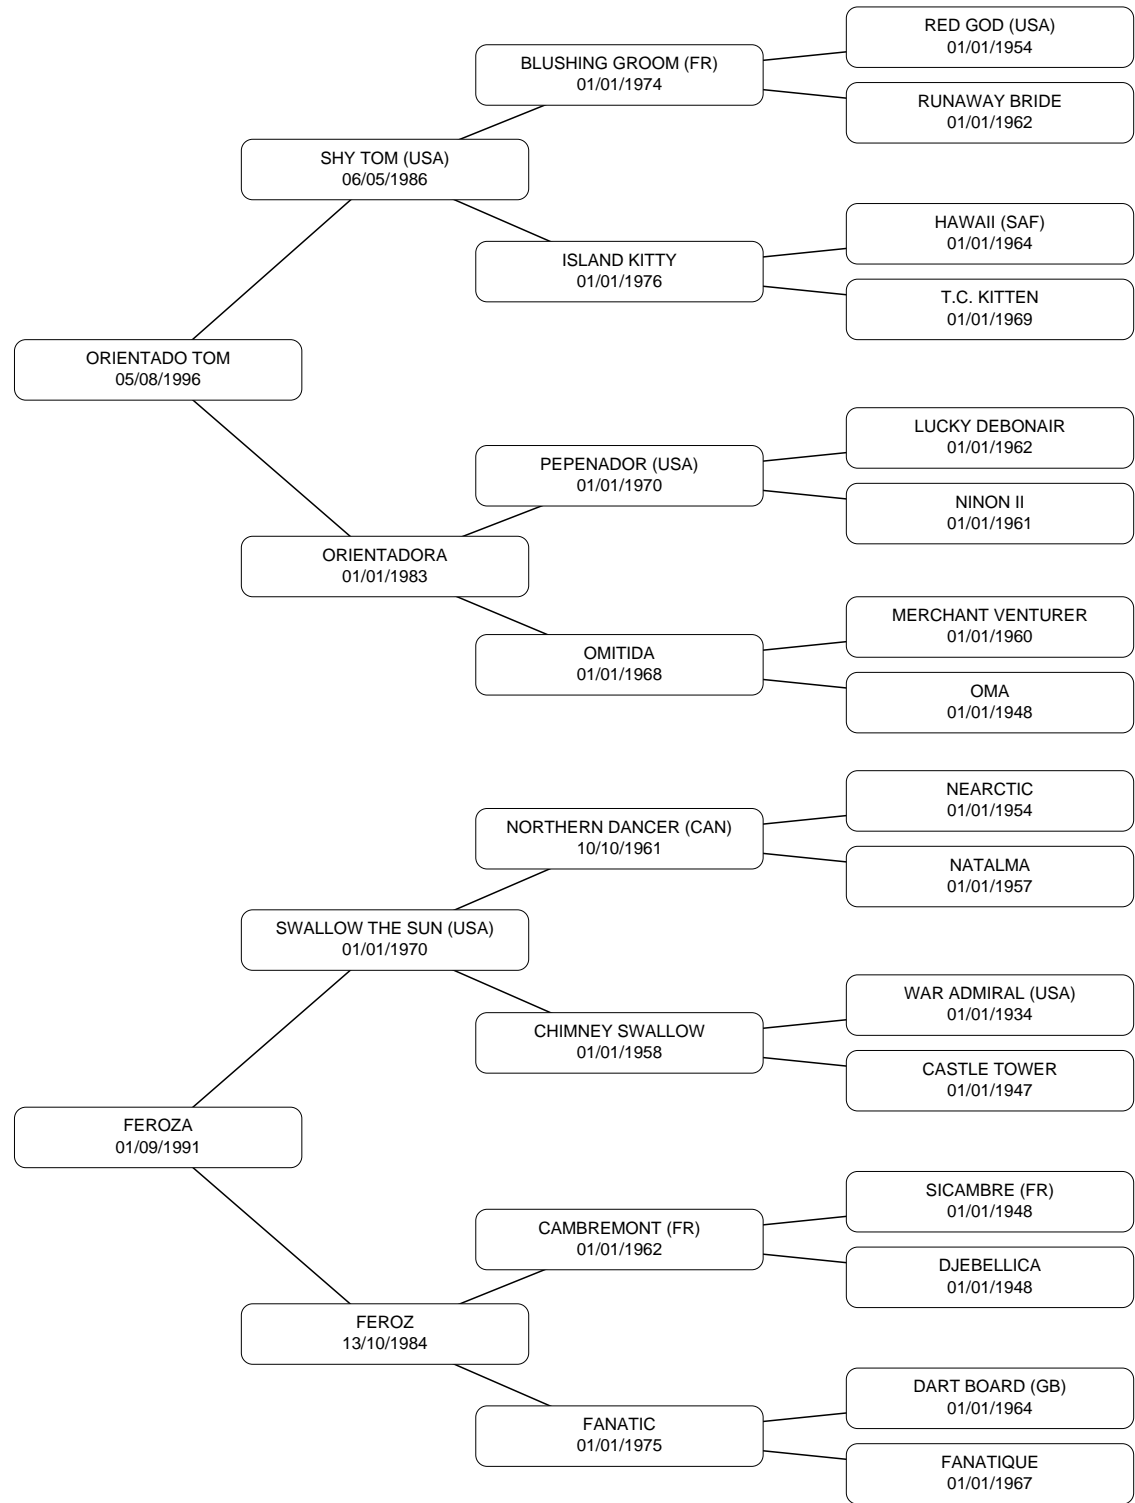 RED GOD (USA)
01/01/1954
BLUSHING GROOM (FR)
01/01/1974
RUNAWAY BRIDE
01/01/1962
SHY TOM (USA)
06/05/1986
HAWAII (SAF)
01/01/1964
ISLAND KITTY
01/01/1976
T.C. KITTEN
01/01/1969
ORIENTADO TOM
05/08/1996
LUCKY DEBONAIR
01/01/1962
PEPENADOR (USA)
01/01/1970
NINON II
01/01/1961
ORIENTADORA
01/01/1983
MERCHANT VENTURER
01/01/1960
OMITIDA
01/01/1968
OMA
01/01/1948
NEARCTIC
01/01/1954
NORTHERN DANCER (CAN)
10/10/1961
NATALMA
01/01/1957
SWALLOW THE SUN (USA)
01/01/1970
WAR ADMIRAL (USA)
01/01/1934
CHIMNEY SWALLOW
01/01/1958
CASTLE TOWER
01/01/1947
FEROZA
01/09/1991
SICAMBRE (FR)
01/01/1948
CAMBREMONT (FR)
01/01/1962
DJEBELLICA
01/01/1948
FEROZ
13/10/1984
DART BOARD (GB)
01/01/1964
FANATIC
01/01/1975
FANATIQUE
01/01/1967